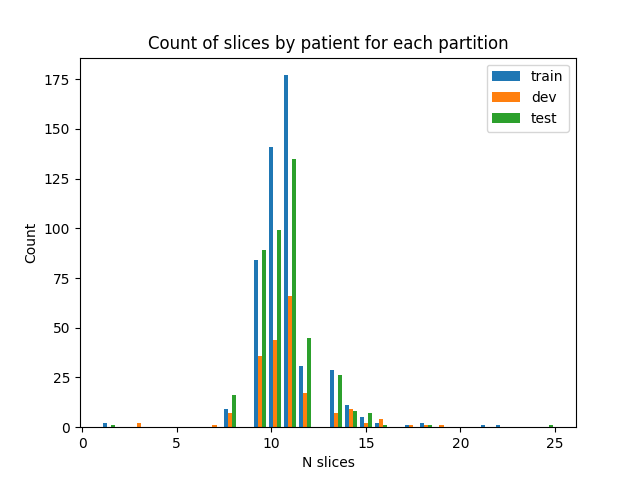 Count of slices by patient for each partition
train
dev
test
Count
175
150
125
100
75
50
25
0
0 5 10 15 20 25
N slices